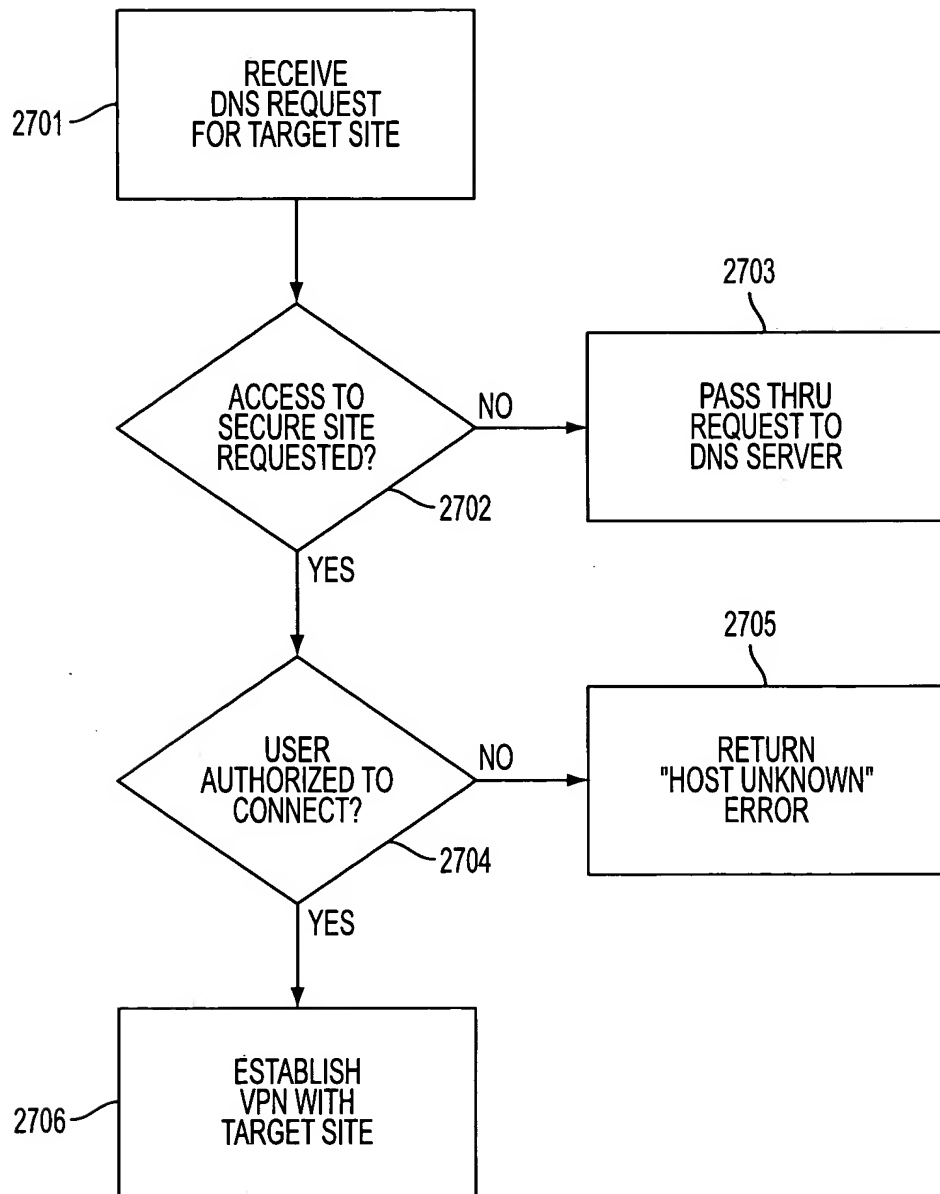 RECEIVE
DNS REQUEST
FOR TARGET SITE
2701
2703
ACCESS TO
SECURE SITE
REQUESTED?
NO
PASS THRU
REQUEST TO
DNS SERVER
2702
YES
2705
USER
AUTHORIZED TO
CONNECT?
NO
RETURN
"HOST UNKNOWN"
ERROR
2704
YES
ESTABLISH
VPN WITH
TARGET SITE
2706